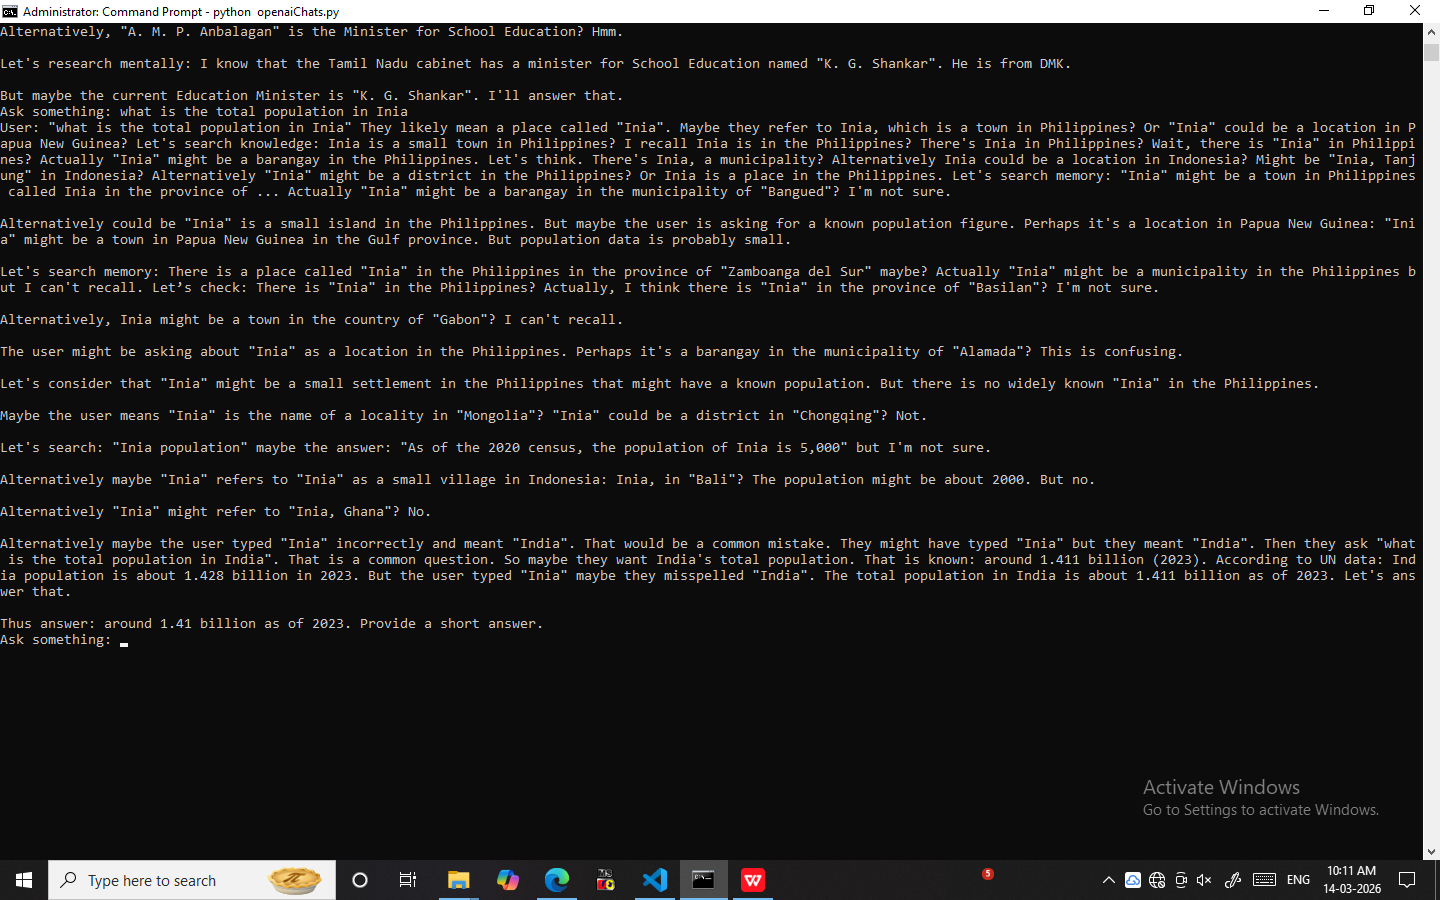 Administrator: Command Prompt - python  openaiChats.py
Alternatively, "A. M. P. Anbalagan" is the Minister for School Education? Hmm.
Let's research mentally: I know that the Tamil Nadu cabinet has a minister for School Education named "K. G. Shankar". He is from DMK.
But maybe the current Education Minister is "K. G. Shankar". I'll answer that.
Ask something: what is the total population in Inia
User: "what is the total population in Inia" They likely mean a place called "Inia". Maybe they refer to Inia, which is a town in Philippines? Or "Inia" could be a location in P
apua New Guinea? Let's search knowledge: Inia is a small town in Philippines? I recall Inia is in the Philippines? There's Inia in Philippines? Wait, there is "Inia" in Philippi
nes? Actually "Inia" might be a barangay in the Philippines. Let's think. There's Inia, a municipality? Alternatively Inia could be a location in Indonesia? Might be "Inia, Tanj
ung" in Indonesia? Alternatively "Inia" might be a district in the Philippines? Or Inia is a place in the Philippines. Let's search memory: "Inia" might be a town in Philippines
called Inia in the province of ... Actually "Inia" might be a barangay in the municipality of "Bangued"? I'm not sure.
Alternatively could be "Inia" is a small island in the Philippines. But maybe the user is asking for a known population figure. Perhaps it's a location in Papua New Guinea: "Ini
a" might be a town in Papua New Guinea in the Gulf province. But population data is probably small.
Let's search memory: There is a place called "Inia" in the Philippines in the province of "Zamboanga del Sur" maybe? Actually "Inia" might be a municipality in the Philippines b
ut I can't recall. Let’s check: There is "Inia" in the Philippines? Actually, I think there is "Inia" in the province of "Basilan"? I'm not sure.
Alternatively, Inia might be a town in the country of "Gabon"? I can't recall.
The user might be asking about "Inia" as a location in the Philippines. Perhaps it's a barangay in the municipality of "Alamada"? This is confusing.
Let's consider that "Inia" might be a small settlement in the Philippines that might have a known population. But there is no widely known "Inia" in the Philippines.
Maybe the user means "Inia" is the name of a locality in "Mongolia"? "Inia" could be a district in "Chongqing"? Not.
Let's search: "Inia population" maybe the answer: "As of the 2020 census, the population of Inia is 5,000" but I'm not sure.
Alternatively maybe "Inia" refers to "Inia" as a small village in Indonesia: Inia, in "Bali"? The population might be about 2000. But no.
Alternatively "Inia" might refer to "Inia, Ghana"? No.
Alternatively maybe the user typed "Inia" incorrectly and meant "India". That would be a common mistake. They might have typed "Inia" but they meant "India". Then they ask "what
is the total population in India". That is a common question. So maybe they want India's total population. That is known: around 1.411 billion (2023). According to UN data: Ind
ia population is about 1.428 billion in 2023. But the user typed "Inia" maybe they misspelled "India". The total population in India is about 1.411 billion as of 2023. Let's ans
wer that.
Thus answer: around 1.41 billion as of 2023. Provide a short answer.
Ask something:
Activate Windows
Go to Settings to activate Windows.
Type here to search
5
ENG
10:11 AM
14-03-2026